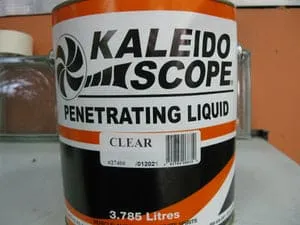 KALEIDO
SCOPE
PENETRATING LIQUID
CLEAR
3.785 Litres